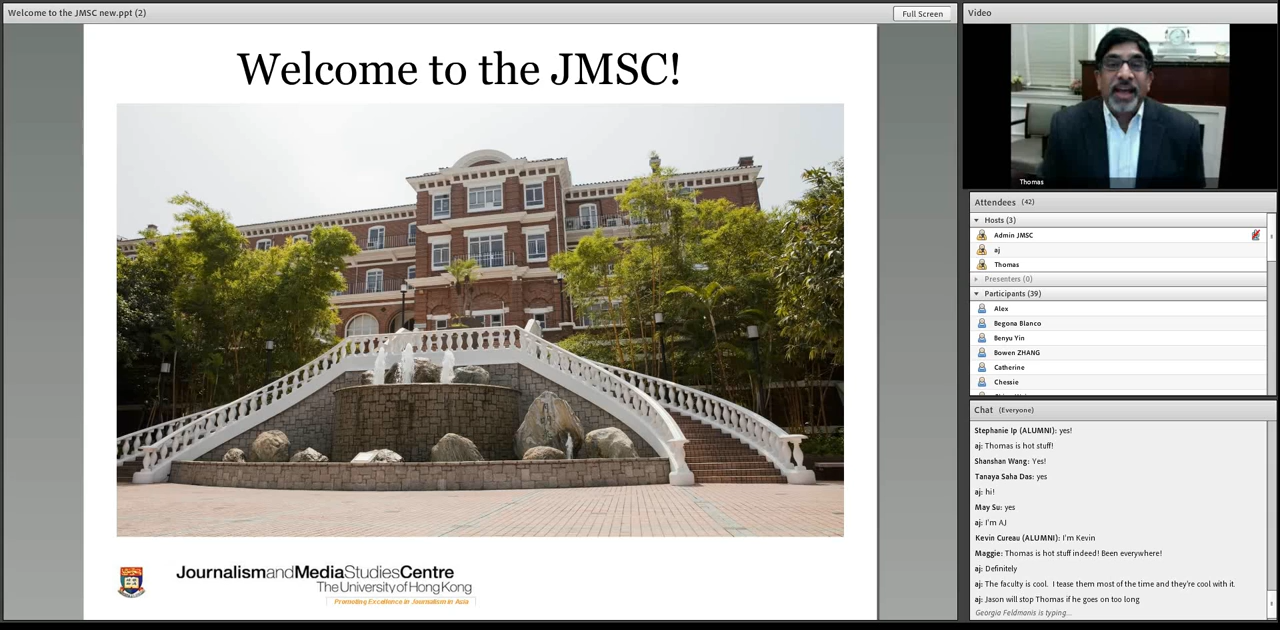 Welcome to the JMSC new.ppt (2)
Full Screen
Welcome to the JMSC!
JournalismandMediaStudiesCentre
The University of Hong Kong
Promoting Excellence in Journalism in Asia
Video
Thomas
Attendees (42)
Hosts (3)
Admin JMSC
aj
Thomas
Presenters (0)
Participants (39)
Alex
Begona Blanco
Benyu Yin
Bowen ZHANG
Catherine
Chessie
Chat (Everyone)
Stephanie Ip (ALUMNI): yes!
aj: Thomas is hot stuff!
Shanshan Wang: Yes!
Tanaya Saha Das: yes
aj: hi!
May Su: yes
aj: I'm AJ
Kevin Cureau (ALUMNI): I'm Kevin
Maggie: Thomas is hot stuff indeed! Been everywhere!
aj: Definitely
aj: The faculty is cool. I tease them most of the time and they're cool with it.
aj: Jason will stop Thomas if he goes on too long
Georgia Feldmanis is typing...